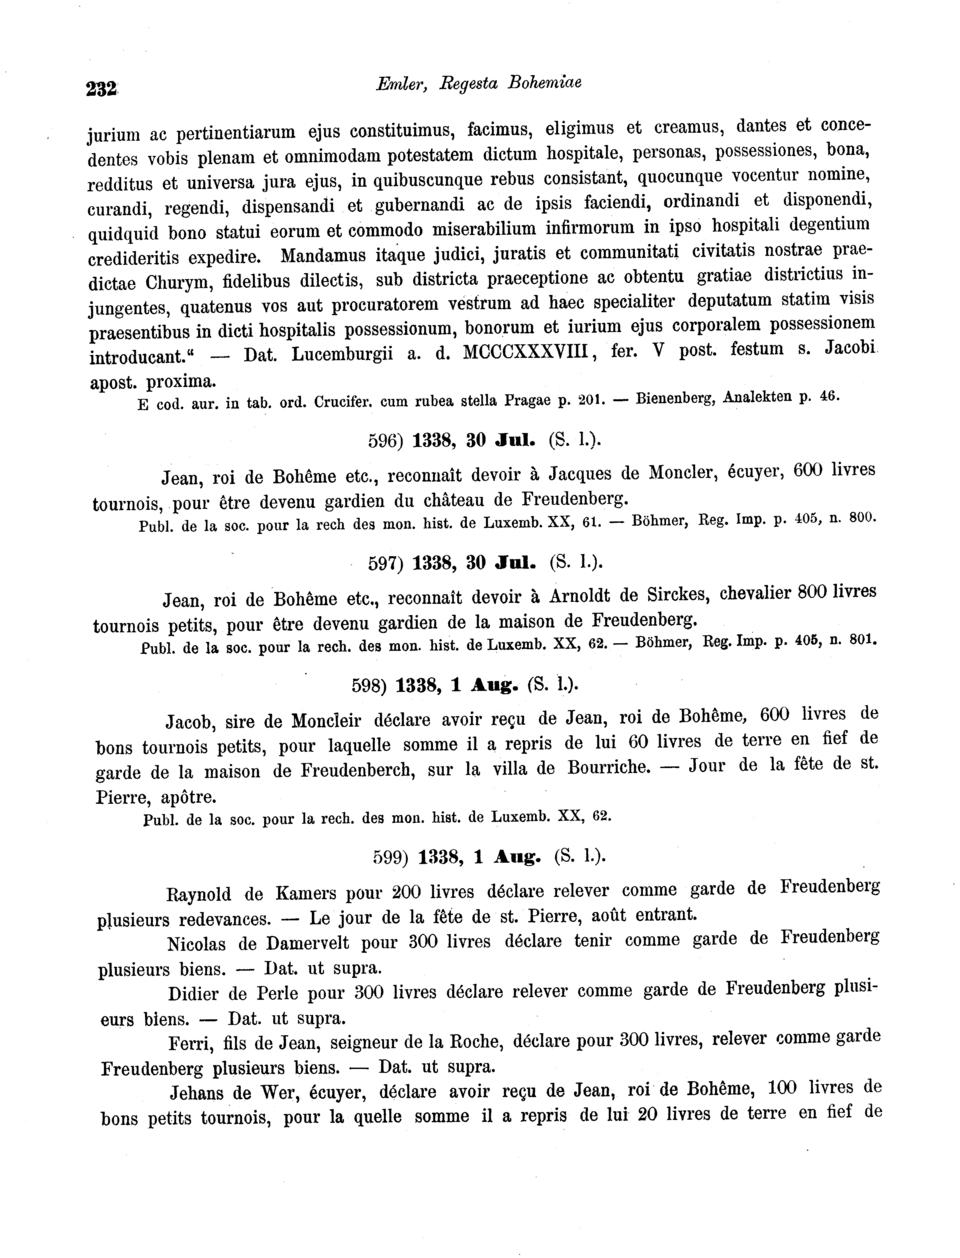 232
Emler, Regesta Bohemiae
jurium ac pertinentiarum ejus constituimus, facimus, eligimus et creamus, dantes et conce-
dentes vobis plenam et omnimodam potestatem dictum hospitale, personas, possessiones, bona,
redditus et universa jura ejus, in quibuscunque rebus consistant, quocunque vocentur nomine,
curandi, regendi, dispensandi et gubernandi ac de ipsis faciendi, ordinandi et disponendi,
quidquid bono statui eorum et commodo miserabilium infirmorum in ipso hospitali degentium
credideritis expedire. Mandamus itaque judici, juratis et communitati civitatis nostrae prae-
dictae Churym, fidelibus dilectis, sub districta praeceptione ac obtentu gratiae districtius in-
jungentes, quatenus vos aut procuratorem vestrum ad haec specialiter deputatum statim visis
praesentibus in dicti hospitalis possessionum, bonorum et iurium ejus corporalem possessionem
introducant.“ — Dat. Lucemburgii a. d. MCCCXXXVIII, fer. V post. festum s. Jacobi
apost. proxima.
E cod. aur. in tab. ord. Crucifer. cum rubea stella Pragae p. 201. — Bienenberg, Analekten p. 46.
596) 1338, 30 Jul. (S. l.).
Jean, roi de Bohême etc., reconnaît devoir à Jacques de Moncler, écuyer, 600 livres
tournois, pour être devenu gardien du château de Freudenberg.
Publ. de la soc. pour la rech des mon. hist. de Luxemb. XX, 61. — Böhmer, Reg. Imp. p. 405, n. 800.
597) 1338, 30 Jul. (S. l.).
Jean, roi de Bohême etc., reconnaît devoir à Arnoldt de Sirckes, chevalier 800 livres
tournois petits, pour être devenu gardien de la maison de Freudenberg.
Publ. de la soc. pour la rech. des mon. hist. de Luxemb. XX, 62. — Böhmer, Reg. Imp. p. 405, n. 801.
598) 1338, 1 Aug. (S. l.).
Jacob, sire de Moncleir déclare avoir reçu de Jean, roi de Bohême, 600 livres de
bons tournois petits, pour laquelle somme il a repris de lui 60 livres de terre en fief de
garde de la maison de Freudenberch, sur la villa de Bourriche. — Jour de la fête de st.
Pierre, apôtre.
Publ. de la soc. pour la rech. des mon. hist. de Luxemb. XX, 62.
599) 1338, 1 Aug. (S. l.).
Raynold de Kamers pour 200 livres déclare relever comme garde de Freudenberg
plusieurs redevances. — Le jour de la fête de st. Pierre, août entrant.
Nicolas de Damervelt pour 300 livres déclare tenir comme garde de Freudenberg
plusieurs biens. — Dat. ut supra.
Didier de Perle pour 300 livres déclare relever comme garde de Freudenberg plusi-
eurs biens. — Dat. ut supra.
Ferri, fils de Jean, seigneur de la Roche, déclare pour 300 livres, relever comme garde
Freudenberg plusieurs biens. — Dat. ut supra.
Jehans de Wer, écuyer, déclare avoir reçu de Jean, roi de Bohême, 100 livres de
bons petits tournois, pour la quelle somme il a repris de lui 20 livres de terre en fief de